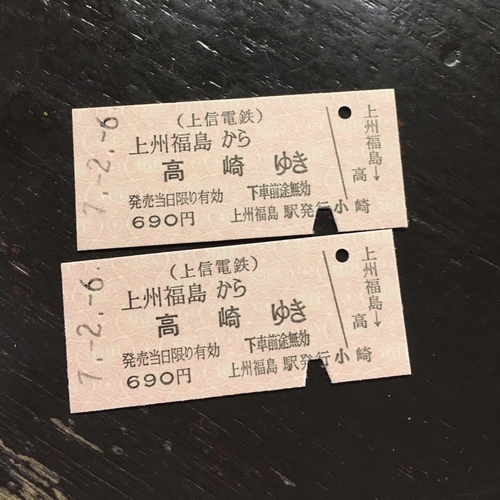 7.-2.-6.
（上信電鉄）
上州福島 から
高崎 ゆき
発売当日限り有効
下車前途無効
690円
上州福島 駅発行
小
上州福島→
高崎
7.-2.-6.
（上信電鉄）
上州福島 から
高崎 ゆき
発売当日限り有効
下車前途無効
690円
上州福島 駅発行
小
上州福島→
高崎